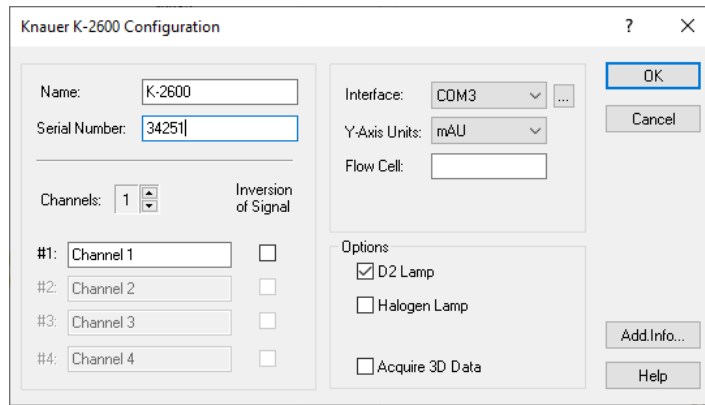 Knauer K-2600 Configuration
?
Name: K-2600
Serial Number: 34251
Channels: 1
Inversion
of Signal
#1: Channel 1
#2: Channel 2
#3: Channel 3
#4: Channel 4
Interface: COM3 ...
Y-Axis Units: mAU
Flow Cell:
Options
D2 Lamp
Halogen Lamp
Acquire 3D Data
OK
Cancel
Add.Info...
Help